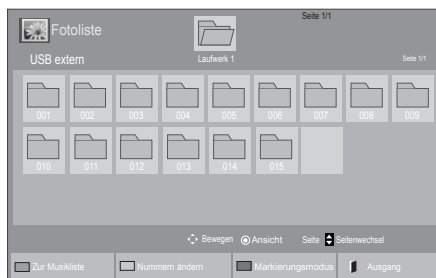 Seite 1/1
Fotoliste
Laufwerk 1
USB extern
Seite 1/1
001 002 003 004 005 006 007 008 009
010 011 012 013 014 015
Bewegen Ansicht Seite Seitenwechsel
Zur Musikliste Nummern ändern Markierungsmodus Ausgang